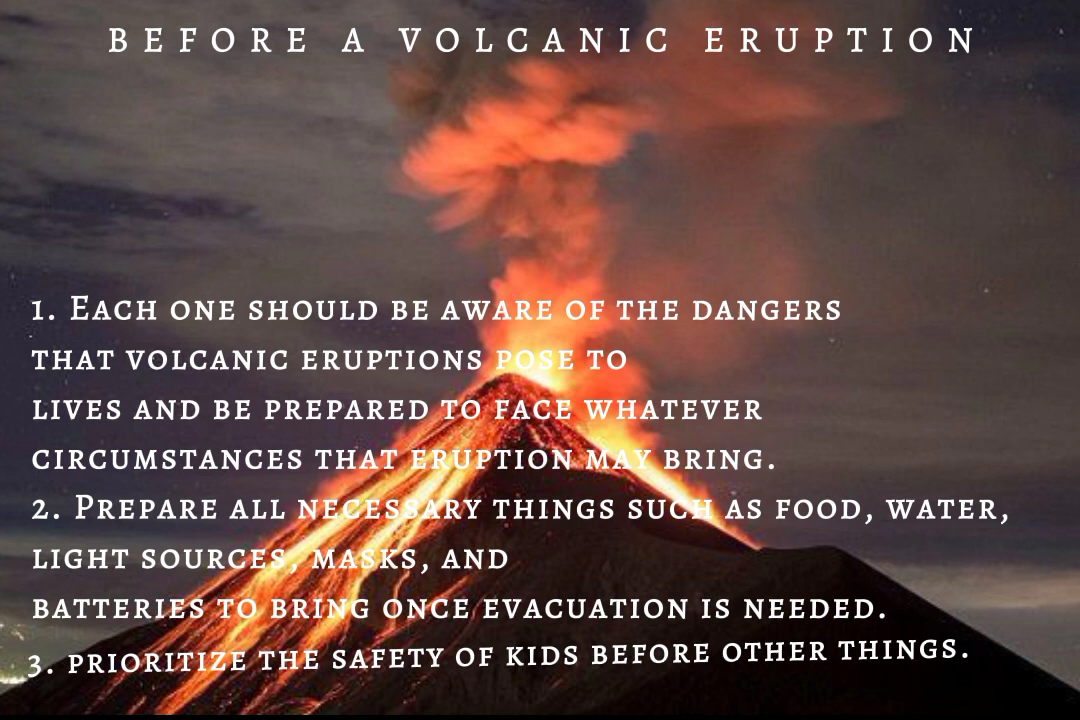 BEFORE A VOLCANIC ERUPTION
1. Each one should be aware of the dangers
that volcanic eruptions pose to
lives and be prepared to face whatever
circumstances that eruption may bring.
2. Prepare all necessary things such as food, water,
light sources, masks, and
batteries to bring once evacuation is needed.
3. prioritize the safety of kids before other things.